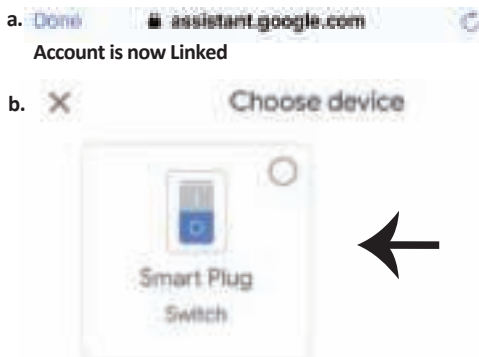 a. Done assistant.google.com
Account is now Linked
b. Choose device
Smart Plug
Switch